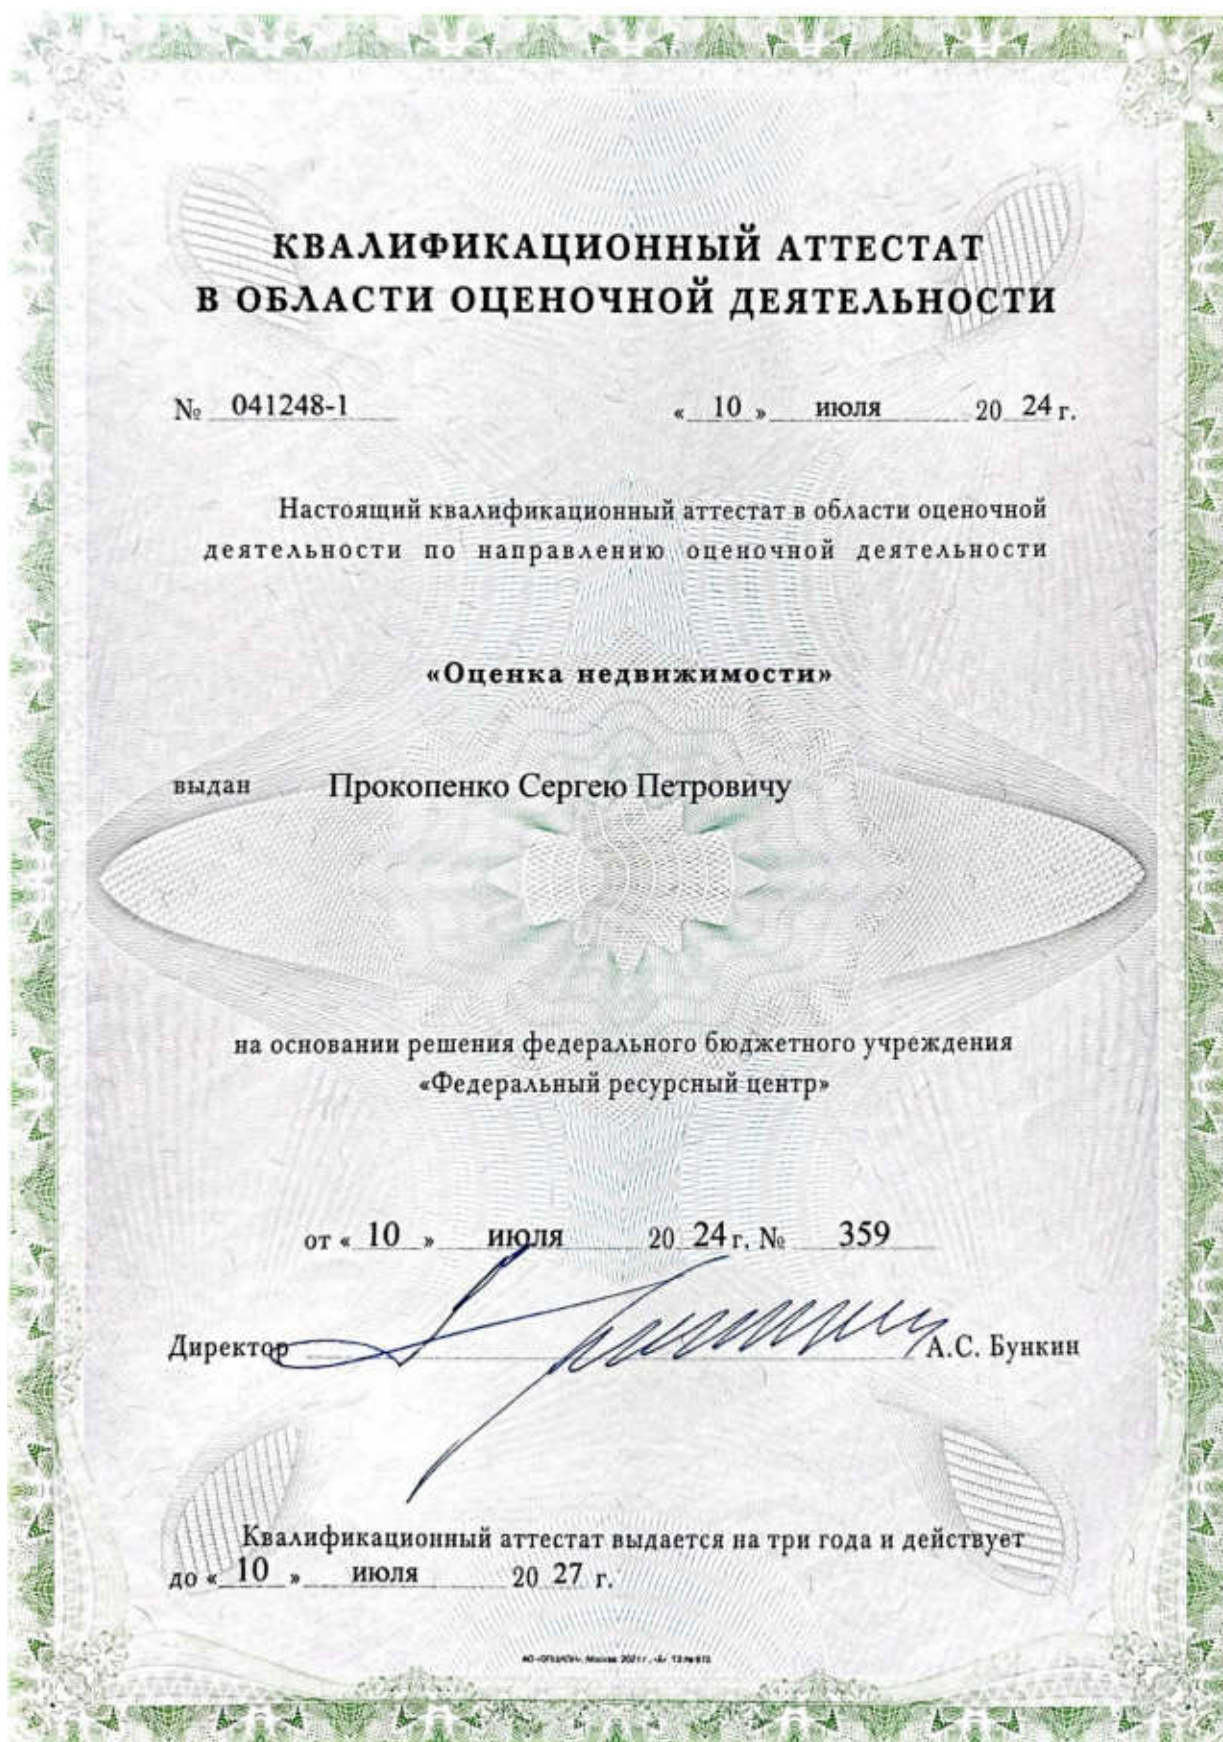 КВАЛИФИКАЦИОННЫЙ АТТЕСТАТ
В ОБЛАСТИ ОЦЕНОЧНОЙ ДЕЯТЕЛЬНОСТИ
№ 041248-1 « 10 » июля 20 24 г.
Настоящий квалификационный аттестат в области оценочной
деятельности по направлению оценочной деятельности
«Оценка недвижимости»
выдан Прокопенко Сергею Петровичу
на основании решения федерального бюджетного учреждения
«Федеральный ресурсный центр»
от « 10 » июля 20 24 г. № 359
Директор А.С. Бункин
Квалификационный аттестат выдается на три года и действует
до « 10 » июля 20 27 г.
Москва